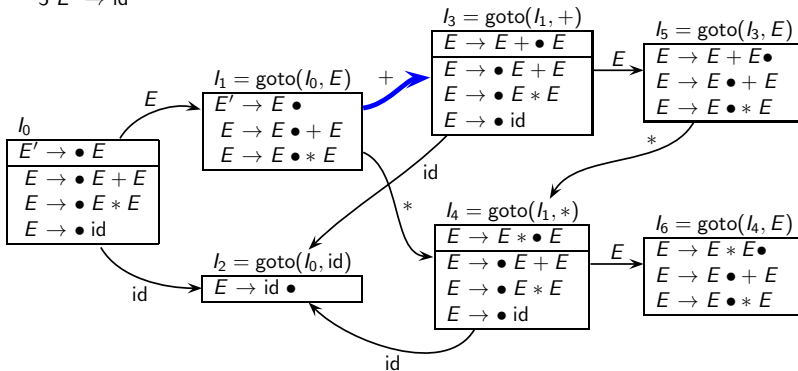 3 E → id
I₀
E′ → • E
E → • E + E
E → • E ∗ E
E → • id
E
id
I₁ = goto(I₀, E)
E′ → E •
E → E • + E
E → E • ∗ E
+
∗
I₂ = goto(I₀, id)
E → id •
I₃ = goto(I₁, +)
E → E + • E
E → • E + E
E → • E ∗ E
E → • id
E
id
I₄ = goto(I₁, ∗)
E → E ∗ • E
E → • E + E
E → • E ∗ E
E → • id
E
id
I₅ = goto(I₃, E)
E → E + E•
E → E • + E
E → E • ∗ E
∗
I₆ = goto(I₄, E)
E → E ∗ E•
E → E • + E
E → E • ∗ E